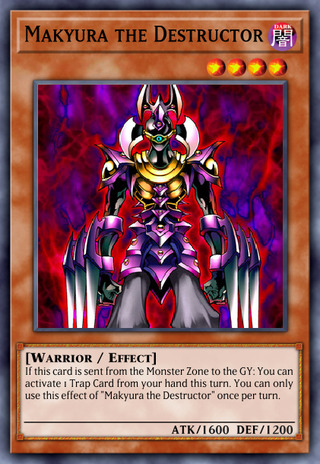 Makyura the Destructor
DARK
闇
[Warrior / Effect]
If this card is sent from the Monster Zone to the GY: You can
activate 1 Trap Card from your hand this turn. You can only
use this effect of "Makyura the Destructor" once per turn.
ATK/1600 DEF/1200